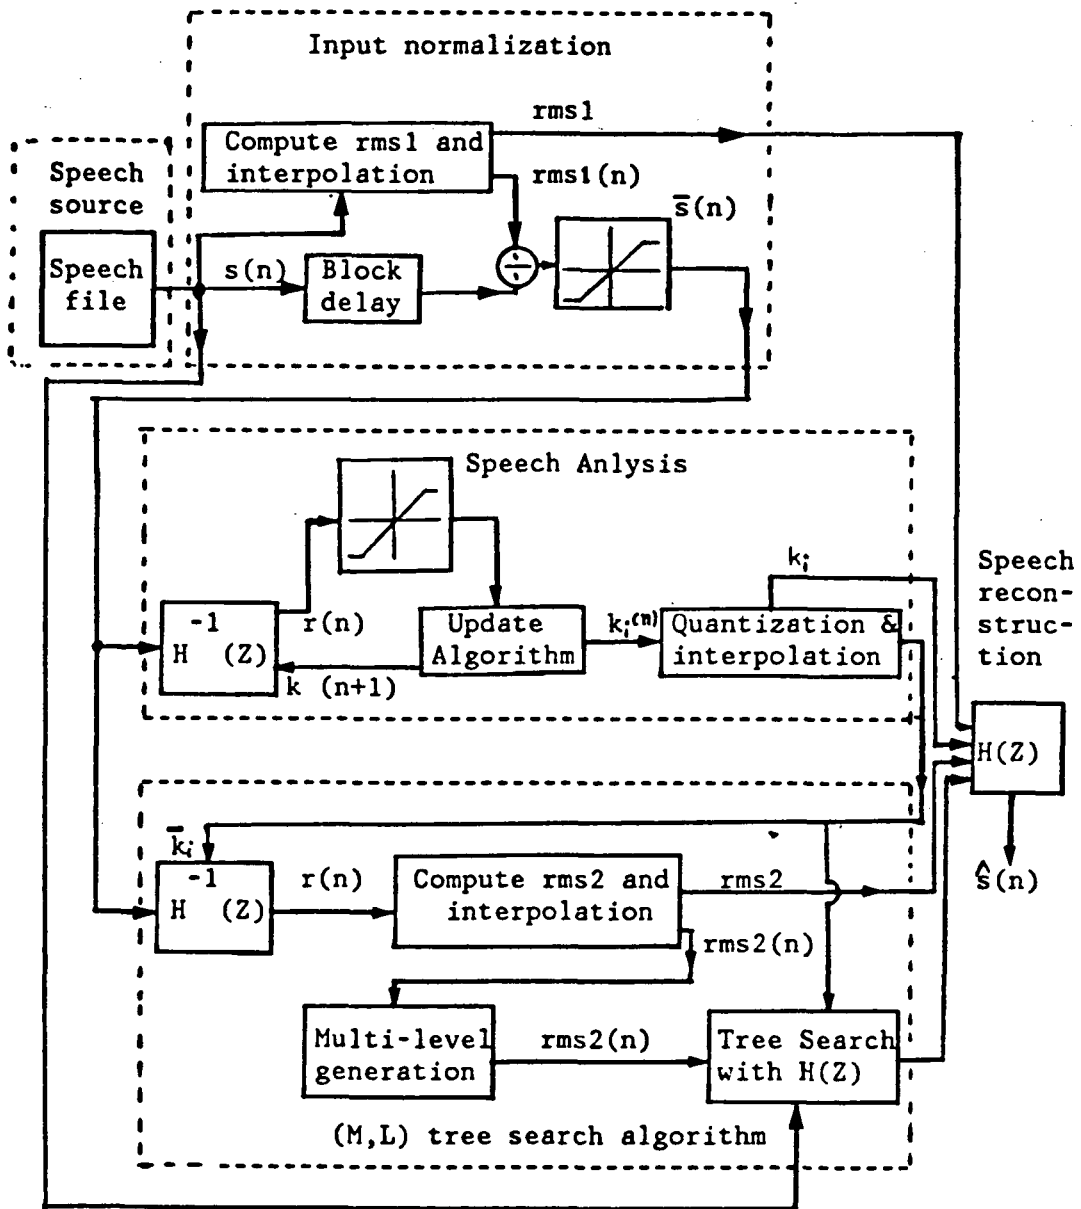 Input normalization
rms1
Compute rms1 and
interpolation
rms1(n)
Speech
source
s̅(n)
Speech
file
s(n)
Block
delay
÷
Speech Anlysis
k_i
Speech
recon-
struc-
tion
H^-1(Z)
r(n)
Update
Algorithm
k_i(n)
Quantization &
interpolation
k (n+1)
H(Z)
k̅_i
H^-1(Z)
r(n)
Compute rms2 and
interpolation
rms2
ŝ(n)
rms2(n)
Multi-level
generation
rms2(n)
Tree Search
with H(Z)
(M,L) tree search algorithm